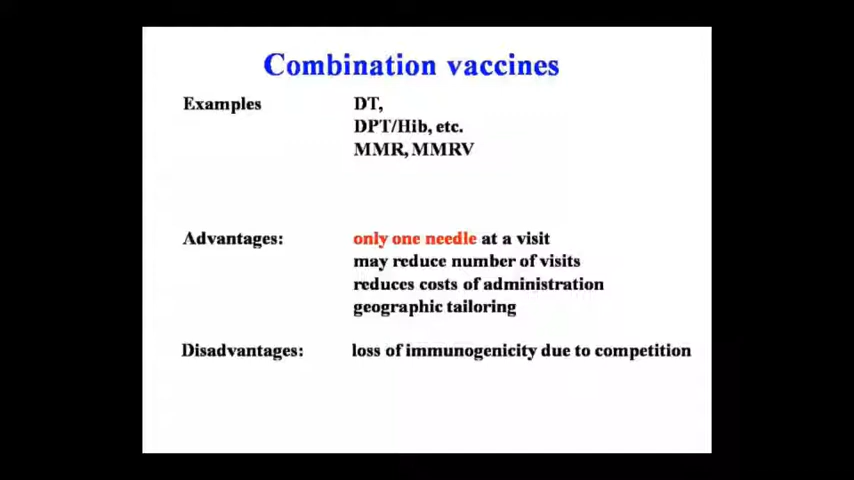 Combination vaccines
Examples DT,
DPT/Hib, etc.
MMR, MMRV
Advantages: only one needle at a visit
may reduce number of visits
reduces costs of administration
geographic tailoring
Disadvantages: loss of immunogenicity due to competition